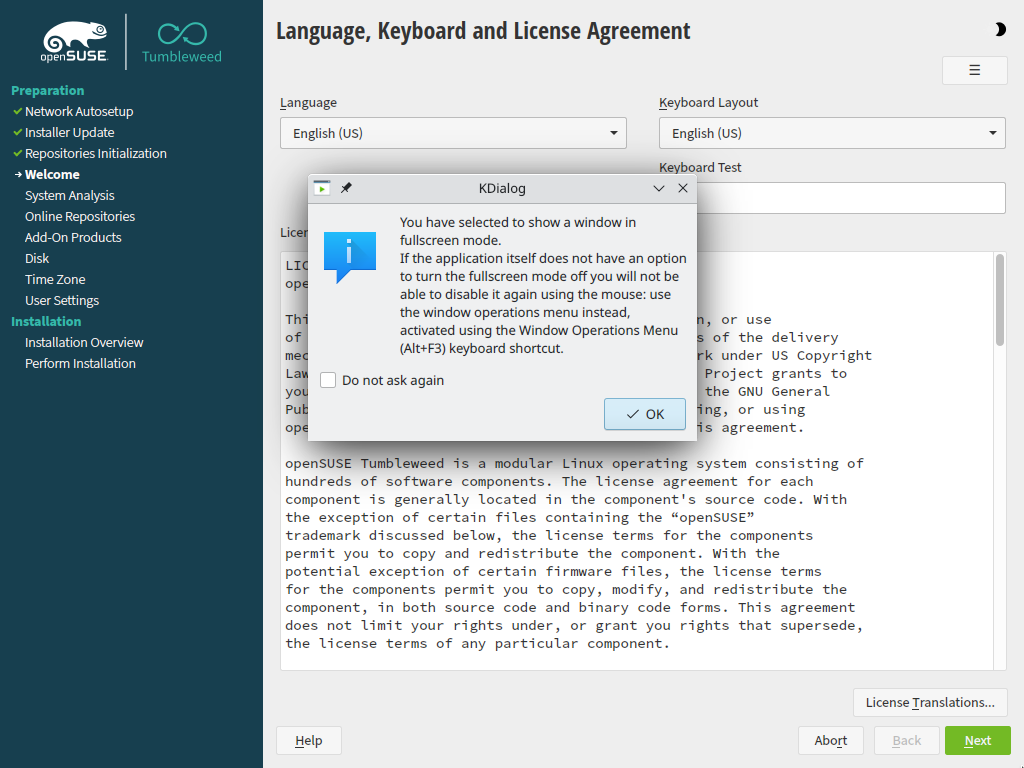 openSUSE
Tumbleweed
Preparation
Network Autosetup
Installer Update
Repositories Initialization
Welcome
System Analysis
Online Repositories
Add-On Products
Disk
Time Zone
User Settings
Installation
Installation Overview
Perform Installation
Language, Keyboard and License Agreement
Language
Keyboard Layout
English (US)
English (US)
Keyboard Test
KDialog
You have selected to show a window in
fullscreen mode.
If the application itself does not have an option
to turn the fullscreen mode off you will not be
able to disable it again using the mouse: use
the window operations menu instead,
activated using the Window Operations Menu
(Alt+F3) keyboard shortcut.
Do not ask again
OK
or use
of the delivery
under US Copyright
Project grants to
you the GNU General
or using
of is agreement.
openSUSE Tumbleweed is a modular Linux operating system consisting of
hundreds of software components. The license agreement for each
component is generally located in the component's source code. With
the exception of certain files containing the “openSUSE”
trademark discussed below, the license terms for the components
permit you to copy and redistribute the component. With the
potential exception of certain firmware files, the license terms
for the components permit you to copy, modify, and redistribute the
component, in both source code and binary code forms. This agreement
does not limit your rights under, or grant you rights that supersede,
the license terms of any particular component.
License Translations...
Help
Abort
Back
Next